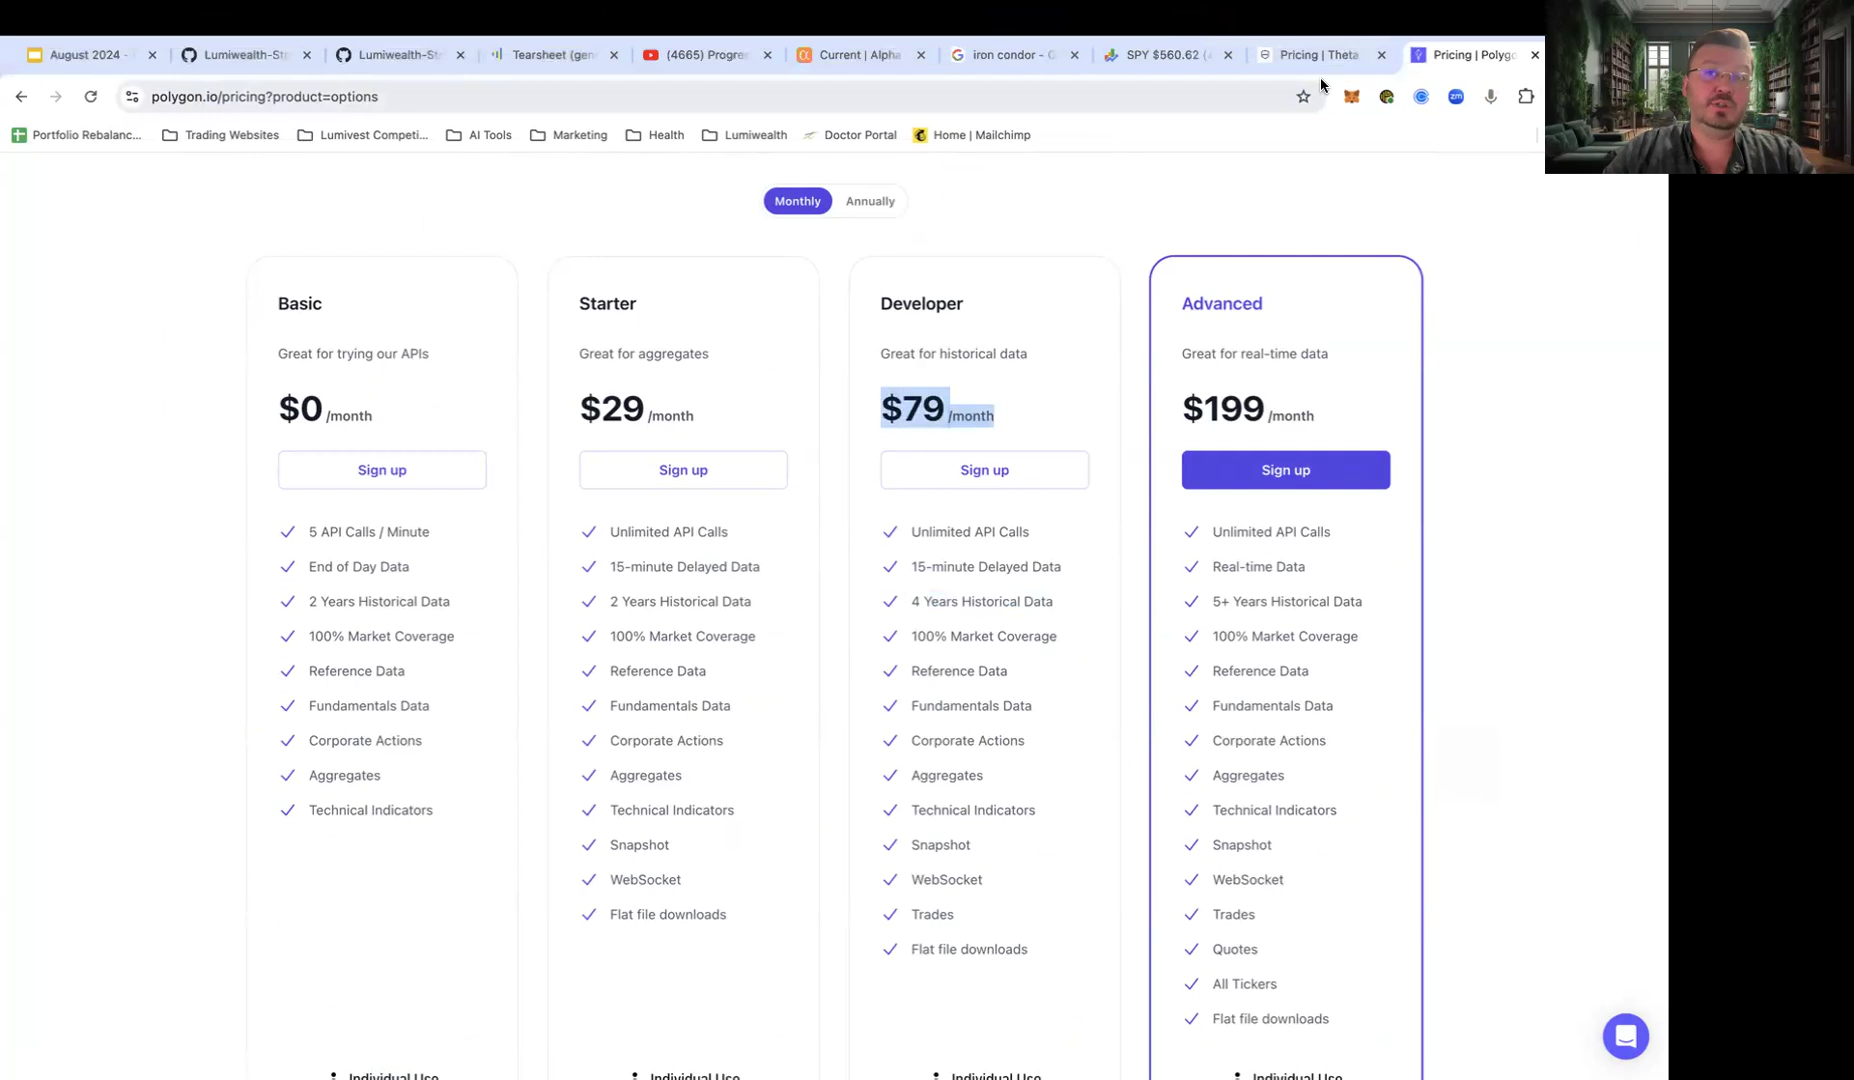 August 2024 -
Lumiwealth-Str
Lumiwealth-Str
Tearsheet (gen
(4665) Progre
Current | Alpha
iron condor - G
SPY $560.62 (
Pricing | Theta
Pricing | Polygo
polygon.io/pricing?product=options
zm
Portfolio Rebalanc...
Trading Websites
Lumivest Competi...
AI Tools
Marketing
Health
Lumiwealth
Doctor Portal
Home | Mailchimp
Monthly
Annually
Basic
Great for trying our APIs
$0 /month
Sign up
5 API Calls / Minute
End of Day Data
2 Years Historical Data
100% Market Coverage
Reference Data
Fundamentals Data
Corporate Actions
Aggregates
Technical Indicators
Individual Use
Starter
Great for aggregates
$29 /month
Sign up
Unlimited API Calls
15-minute Delayed Data
2 Years Historical Data
100% Market Coverage
Reference Data
Fundamentals Data
Corporate Actions
Aggregates
Technical Indicators
Snapshot
WebSocket
Flat file downloads
Individual Use
Developer
Great for historical data
$79 /month
Sign up
Unlimited API Calls
15-minute Delayed Data
4 Years Historical Data
100% Market Coverage
Reference Data
Fundamentals Data
Corporate Actions
Aggregates
Technical Indicators
Snapshot
WebSocket
Trades
Flat file downloads
Individual Use
Advanced
Great for real-time data
$199 /month
Sign up
Unlimited API Calls
Real-time Data
5+ Years Historical Data
100% Market Coverage
Reference Data
Fundamentals Data
Corporate Actions
Aggregates
Technical Indicators
Snapshot
WebSocket
Trades
Quotes
All Tickers
Flat file downloads
Individual Use